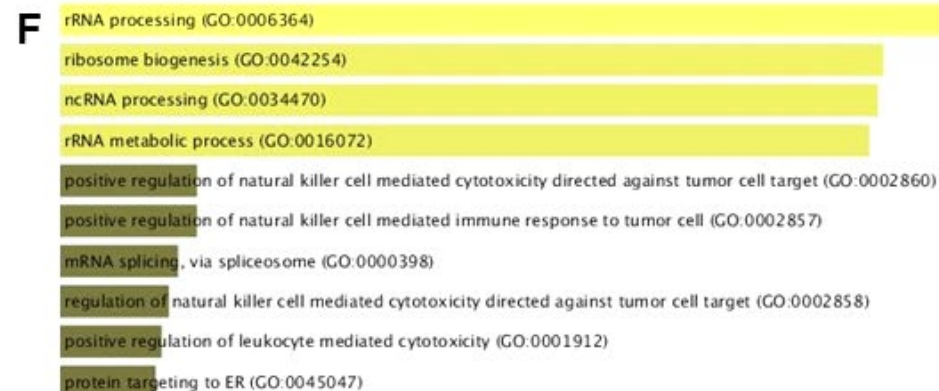 F
rRNA processing (GO:0006364)
ribosome biogenesis (GO:0042254)
ncRNA processing (GO:0034470)
rRNA metabolic process (GO:0016072)
positive regulation of natural killer cell mediated cytotoxicity directed against tumor cell target (GO:0002860)
positive regulation of natural killer cell mediated immune response to tumor cell (GO:0002857)
mRNA splicing, via spliceosome (GO:0000398)
regulation of natural killer cell mediated cytotoxicity directed against tumor cell target (GO:0002858)
positive regulation of leukocyte mediated cytotoxicity (GO:0001912)
protein targeting to ER (GO:0045047)